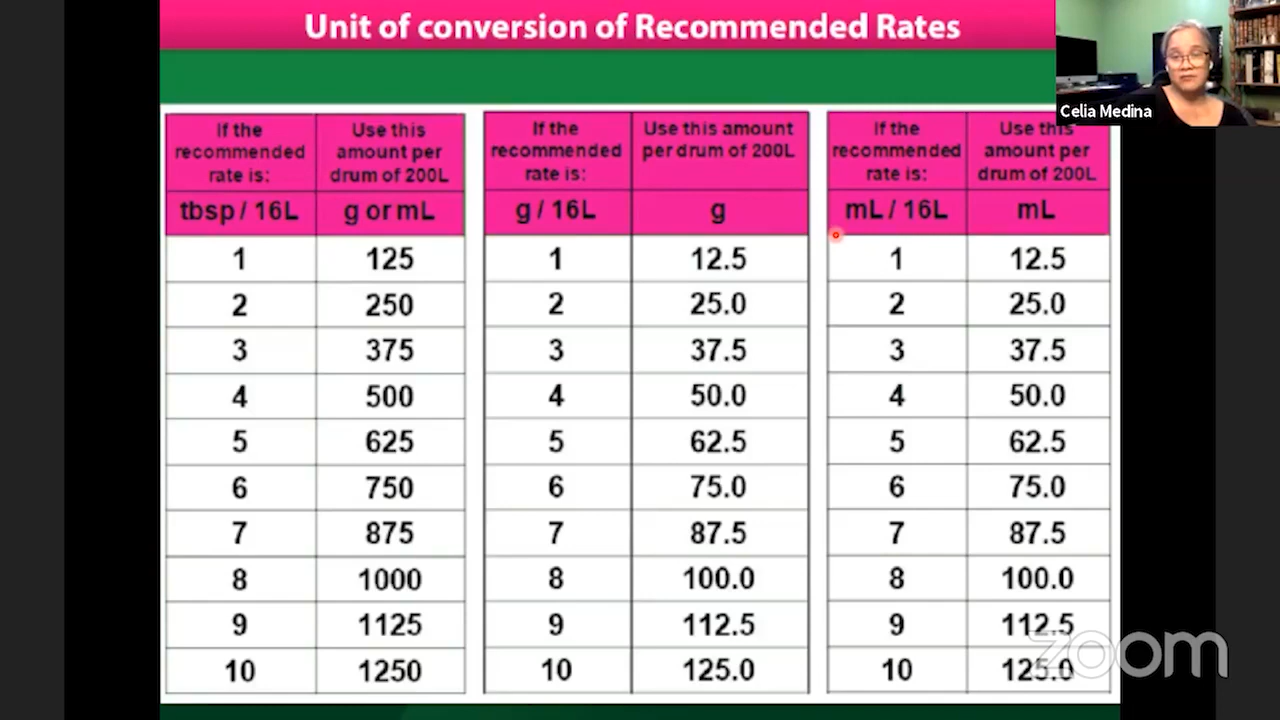 Unit of conversion of Recommended Rates
Celia Medina
If the
recommended
rate is:
Use this
amount per
drum of 200L
tbsp / 16L
g or mL
1 125
2 250
3 375
4 500
5 625
6 750
7 875
8 1000
9 1125
10 1250
If the
recommended
rate is:
Use this amount
per drum of 200L
g / 16L
g
1 12.5
2 25.0
3 37.5
4 50.0
5 62.5
6 75.0
7 87.5
8 100.0
9 112.5
10 125.0
If the
recommended
rate is:
Use this
amount per
drum of 200L
mL / 16L
mL
1 12.5
2 25.0
3 37.5
4 50.0
5 62.5
6 75.0
7 87.5
8 100.0
9 112.5
10 125.0
zoom